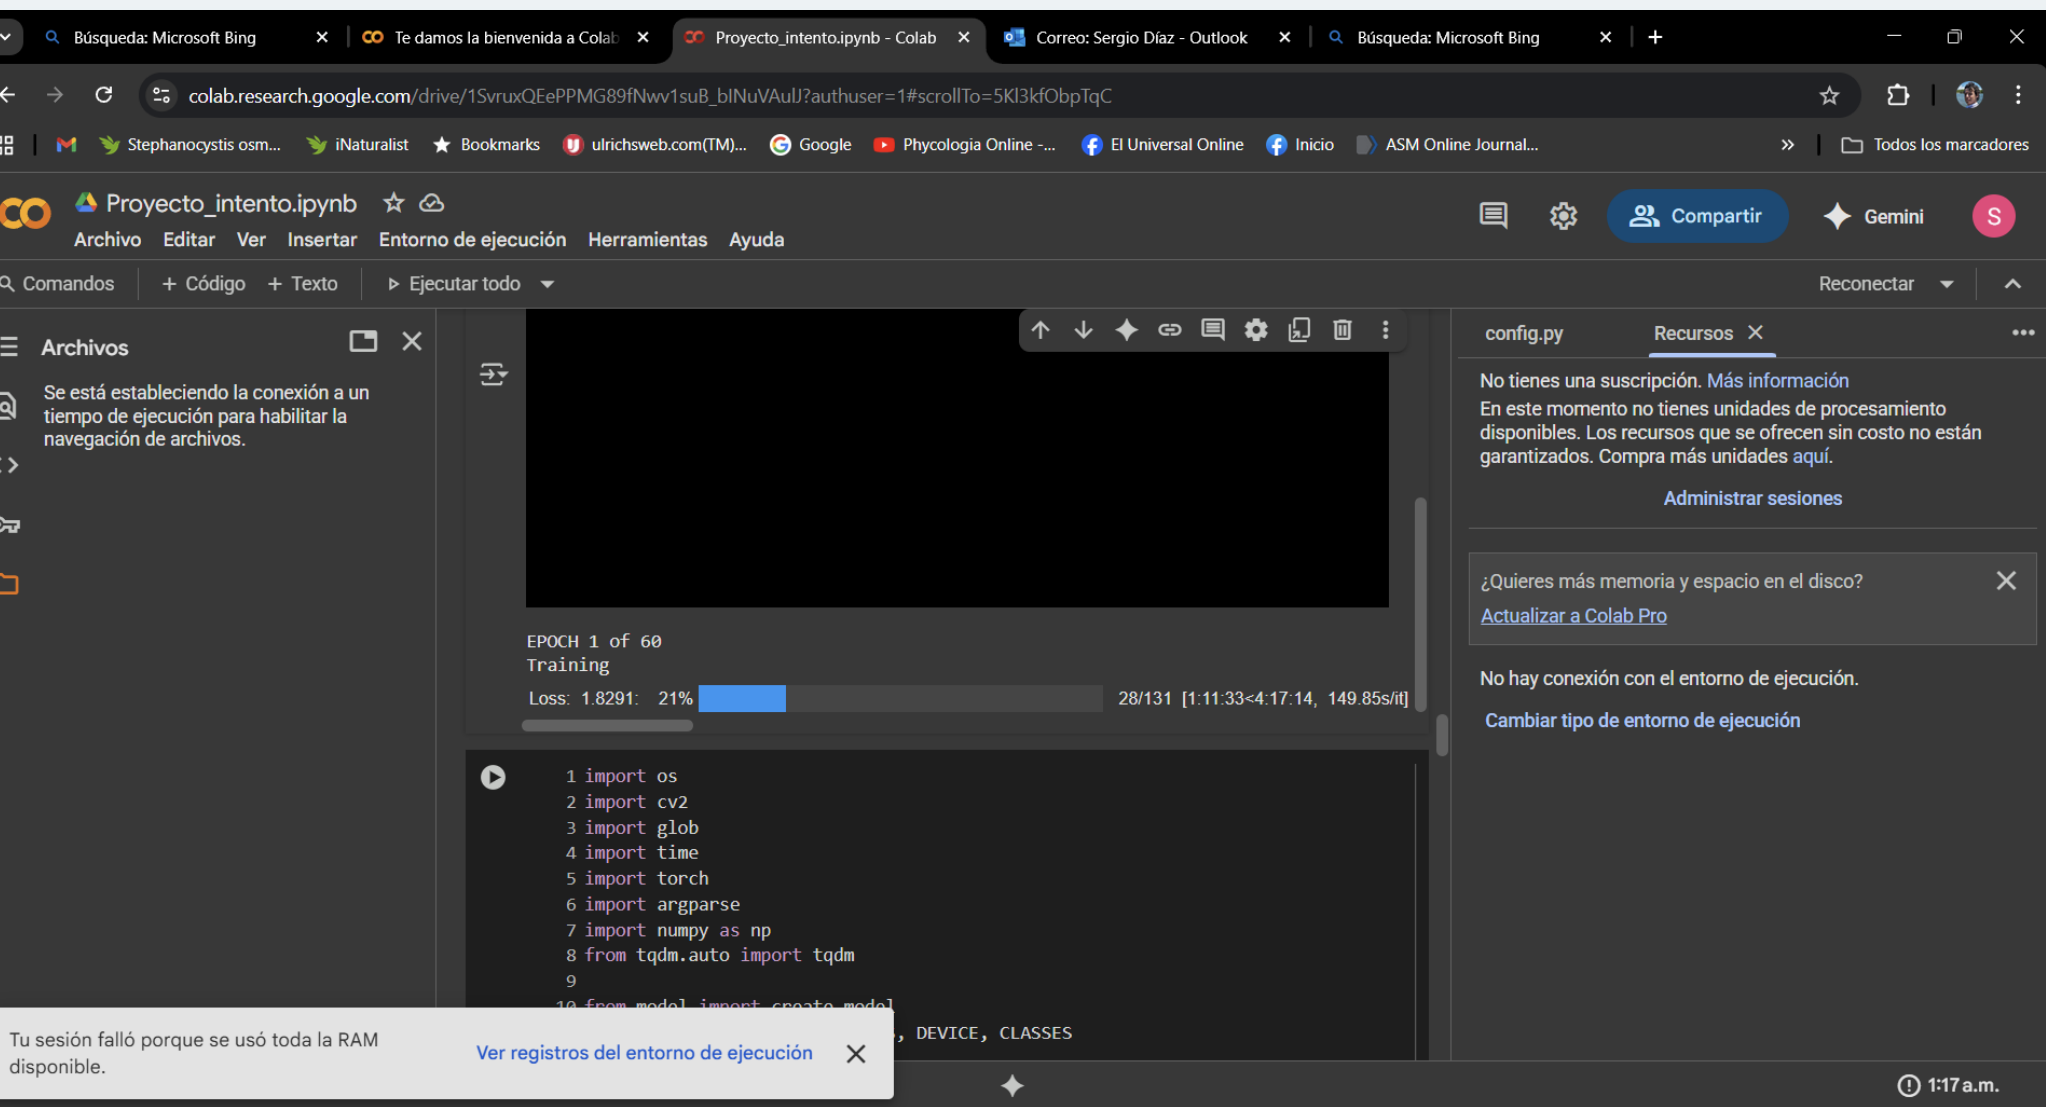 Búsqueda: Microsoft Bing
Te damos la bienvenida a Colab
Proyecto_intento.ipynb - Colab
Correo: Sergio Díaz - Outlook
Búsqueda: Microsoft Bing
colab.research.google.com/drive/1SvruxQEePPMG89fNwv1suB_bINuVAulJ?authuser=1#scrollTo=5Kl3kfObpTqC
Stephanocystis osm...
iNaturalist
Bookmarks
ulrichsweb.com(TM)...
Google
Phycologia Online -...
El Universal Online
Inicio
ASM Online Journal...
Todos los marcadores
Proyecto_intento.ipynb
Archivo Editar Ver Insertar Entorno de ejecución Herramientas Ayuda
Compartir
Gemini
S
Comandos
+ Código + Texto
Ejecutar todo
Reconectar
Archivos
Se está estableciendo la conexión a un
tiempo de ejecución para habilitar la
navegación de archivos.
EPOCH 1 of 60
Training
Loss: 1.8291: 21%
28/131 [1:11:33<4:17:14, 149.85s/it]
1 import os
2 import cv2
3 import glob
4 import time
5 import torch
6 import argparse
7 import numpy as np
8 from tqdm.auto import tqdm
9
10 from model import create_model
, DEVICE, CLASSES
config.py
Recursos
No tienes una suscripción. Más información
En este momento no tienes unidades de procesamiento
disponibles. Los recursos que se ofrecen sin costo no están
garantizados. Compra más unidades aquí.
Administrar sesiones
¿Quieres más memoria y espacio en el disco?
Actualizar a Colab Pro
No hay conexión con el entorno de ejecución.
Cambiar tipo de entorno de ejecución
Tu sesión falló porque se usó toda la RAM
disponible.
Ver registros del entorno de ejecución
1:17 a.m.